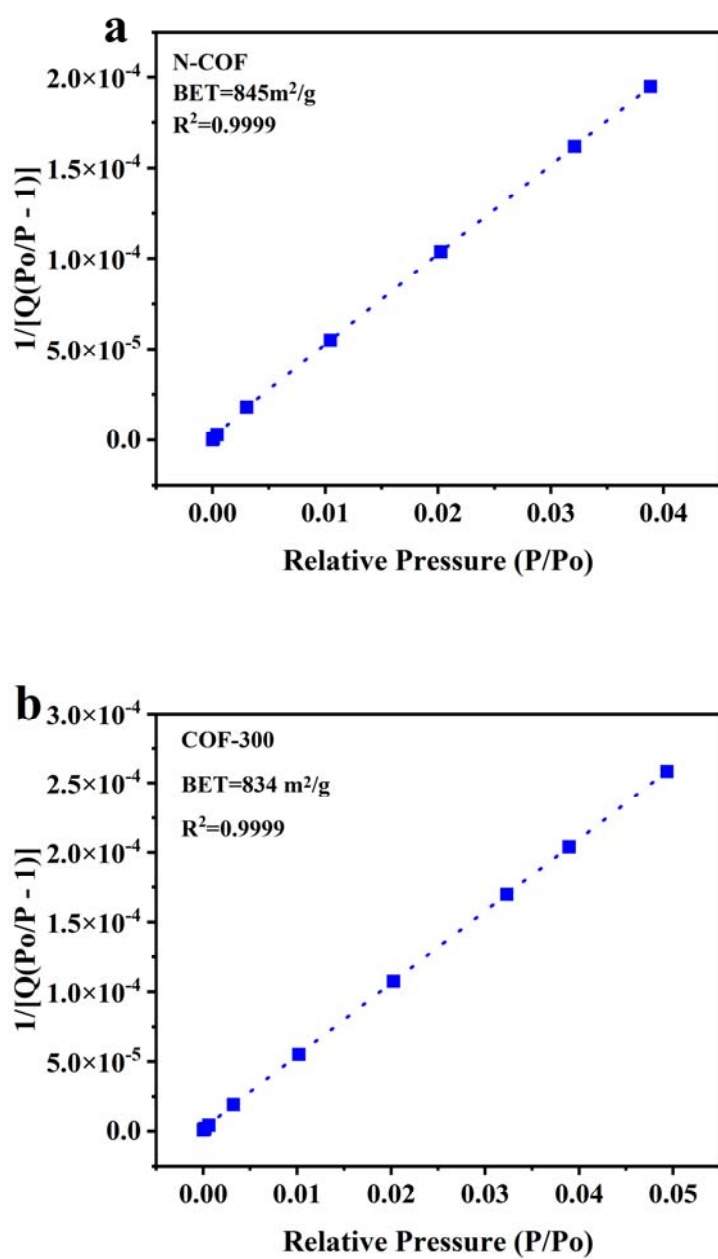 a
N-COF
BET=845m²/g
R²=0.9999
2.0×10⁻⁴
1.5×10⁻⁴
1.0×10⁻⁴
5.0×10⁻⁵
0.0
1/[Q(Po/P - 1)]
0.00 0.01 0.02 0.03 0.04
Relative Pressure (P/Po)
b
COF-300
BET=834 m²/g
R²=0.9999
3.0×10⁻⁴
2.5×10⁻⁴
2.0×10⁻⁴
1.5×10⁻⁴
1.0×10⁻⁴
5.0×10⁻⁵
0.0
1/[Q(Po/P - 1)]
0.00 0.01 0.02 0.03 0.04 0.05
Relative Pressure (P/Po)